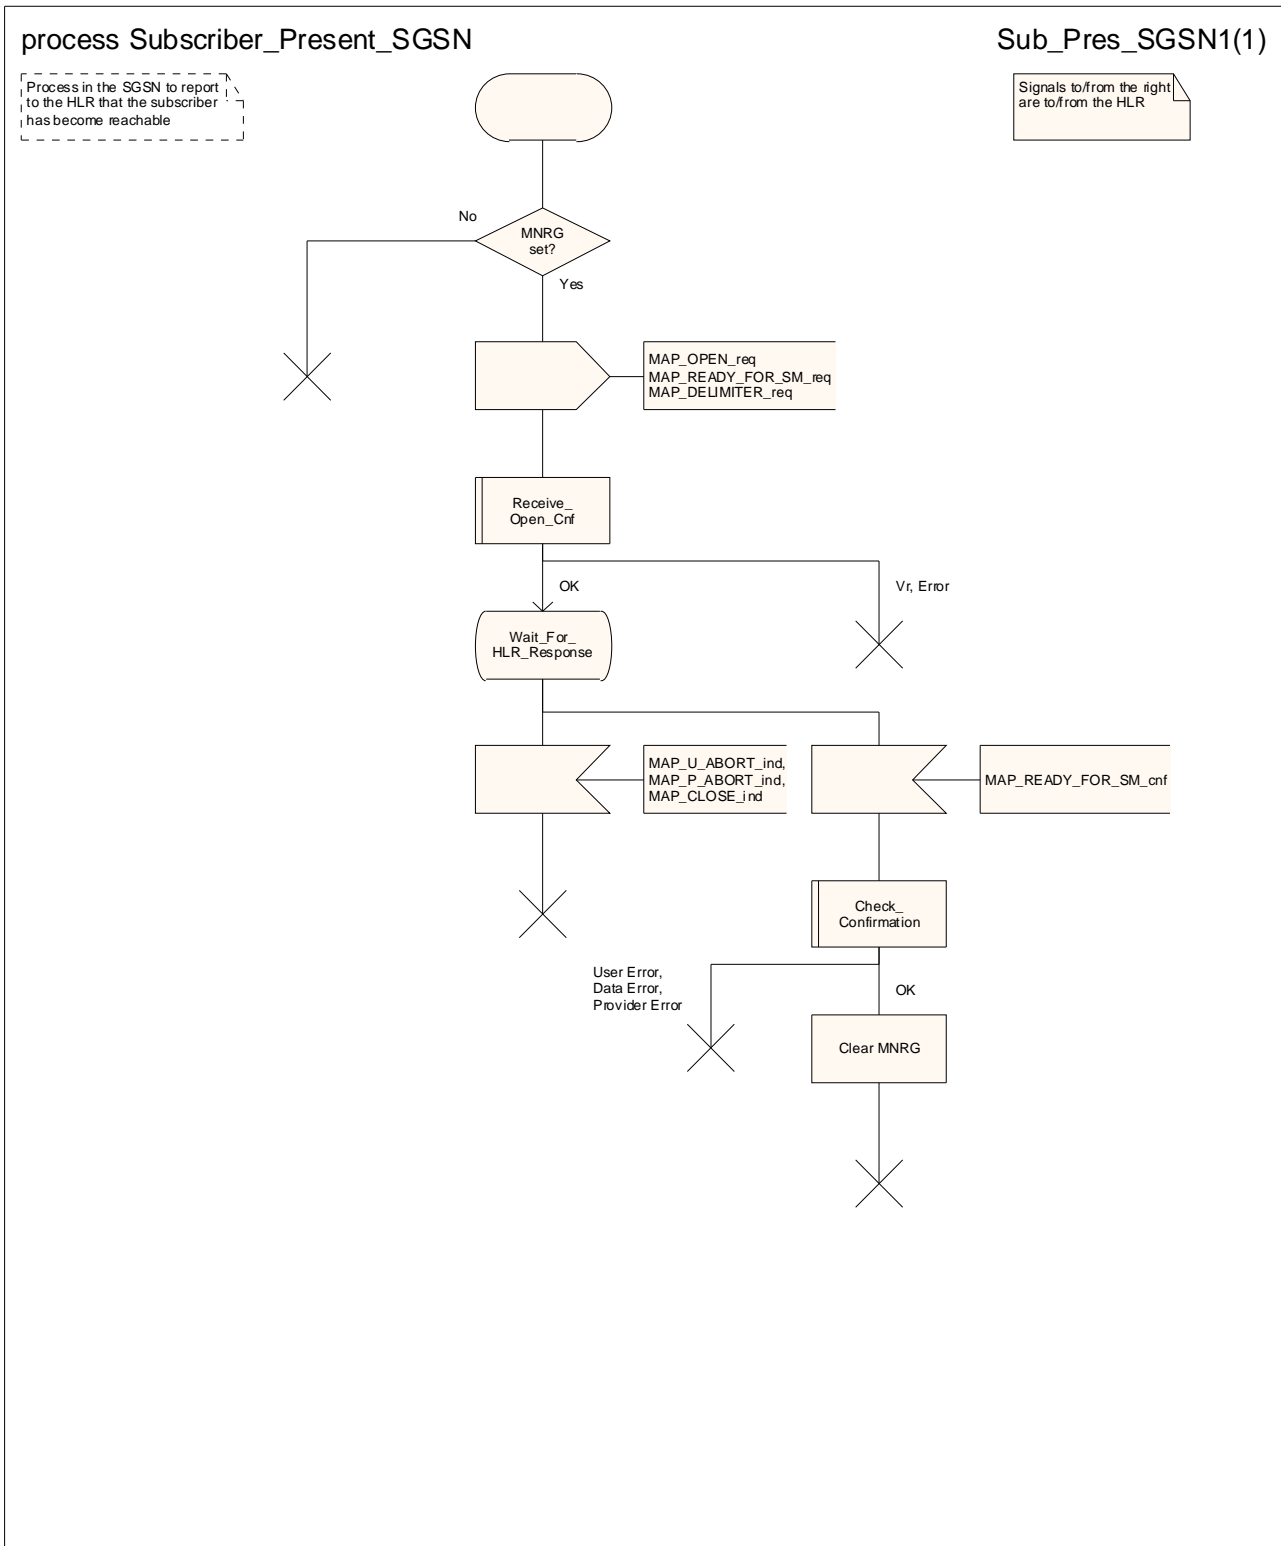 process Subscriber_Present_SGSN
Sub_Pres_SGSN1(1)
Process in the SGSN to report
to the HLR that the subscriber
has become reachable
Signals to/from the right
are to/from the HLR
No
MNRG
set?
Yes
MAP_OPEN_req
MAP_READY_FOR_SM_req
MAP_DELIMITER_req
Receive_
Open_Cnf
OK
Vr, Error
Wait_For_
HLR_Response
MAP_U_ABORT_ind,
MAP_P_ABORT_ind,
MAP_CLOSE_ind
MAP_READY_FOR_SM_cnf
Check_
Confirmation
User Error,
Data Error,
Provider Error
OK
Clear MNRG